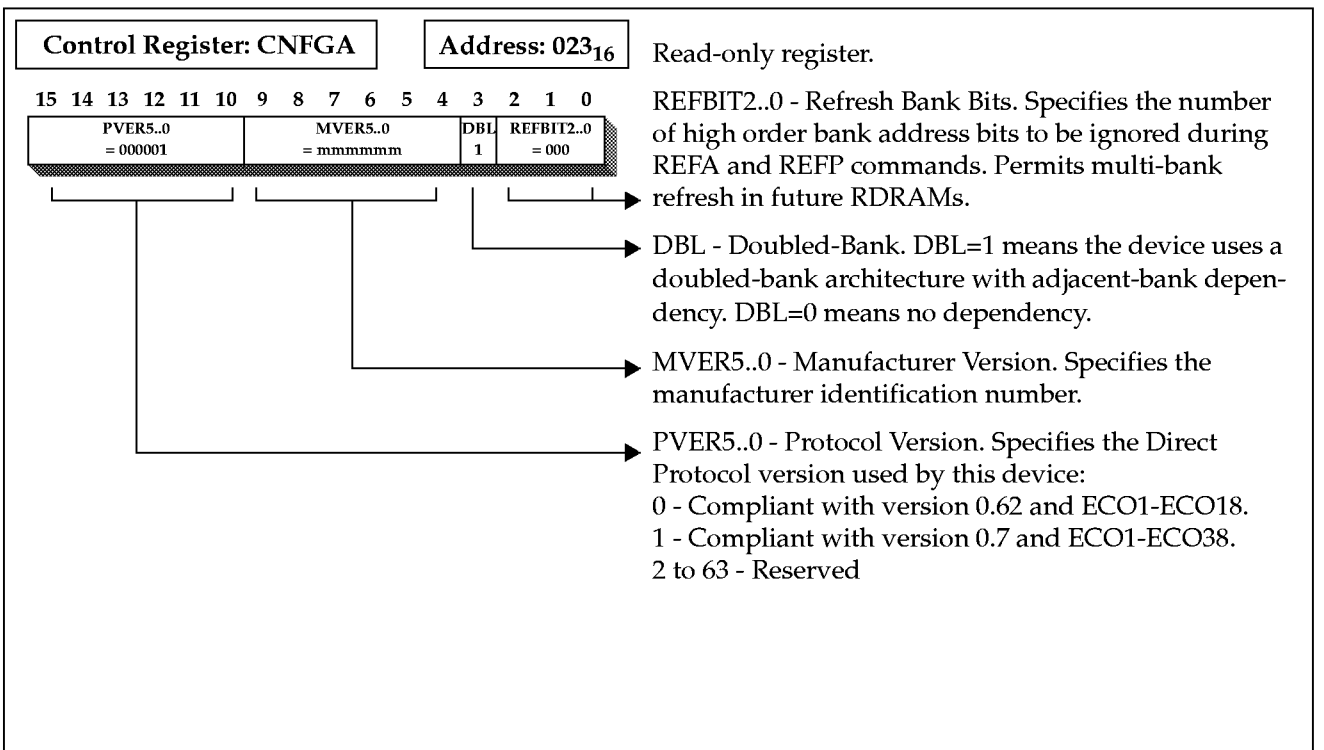 Control Register: CNFGA
Address: 023₁₆
15 14 13 12 11 10 9 8 7 6 5 4 3 2 1 0
PVER5..0 MVER5..0 DBL REFBIT2..0
= 000001 = mmmmmm 1 = 000
Read-only register.
REFBIT2..0 - Refresh Bank Bits. Specifies the number
of high order bank address bits to be ignored during
REFA and REFP commands. Permits multi-bank
refresh in future RDRAMs.
DBL - Doubled-Bank. DBL=1 means the device uses a
doubled-bank architecture with adjacent-bank depen-
dency. DBL=0 means no dependency.
MVER5..0 - Manufacturer Version. Specifies the
manufacturer identification number.
PVER5..0 - Protocol Version. Specifies the Direct
Protocol version used by this device:
0 - Compliant with version 0.62 and ECO1-ECO18.
1 - Compliant with version 0.7 and ECO1-ECO38.
2 to 63 - Reserved